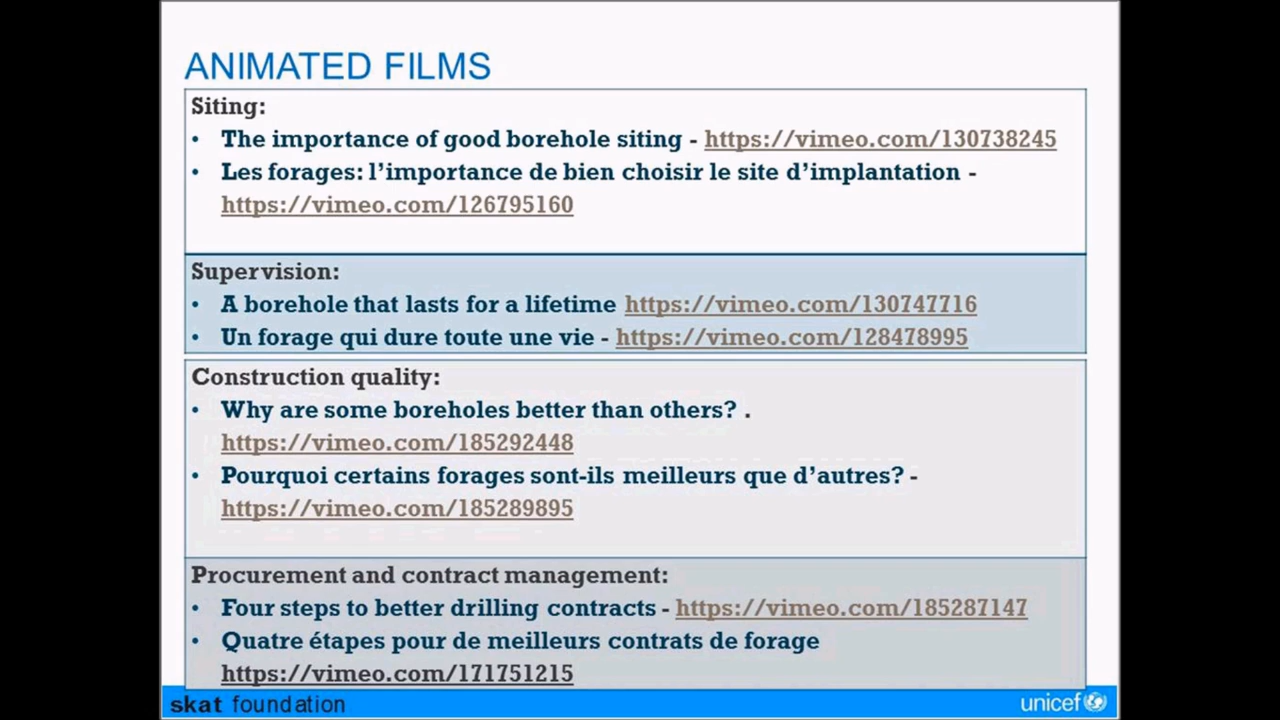 ANIMATED FILMS
Siting:
• The importance of good borehole siting - https://vimeo.com/130738245
• Les forages: l’importance de bien choisir le site d’implantation -
https://vimeo.com/126795160
Supervision:
• A borehole that lasts for a lifetime https://vimeo.com/130747716
• Un forage qui dure toute une vie - https://vimeo.com/128478995
Construction quality:
• Why are some boreholes better than others? .
https://vimeo.com/185292448
• Pourquoi certains forages sont-ils meilleurs que d’autres? -
https://vimeo.com/185289895
Procurement and contract management:
• Four steps to better drilling contracts - https://vimeo.com/185287147
• Quatre étapes pour de meilleurs contrats de forage
https://vimeo.com/171751215
skat foundation
unicef